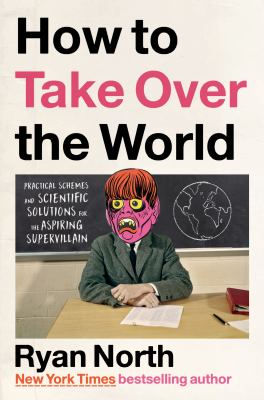 How to
Take Over
the World
PRACTICAL SCHEMES
AND SCIENTIFIC
SOLUTIONS FOR
THE ASPIRING
SUPERVILLAIN
Ryan North
New York Times bestselling author